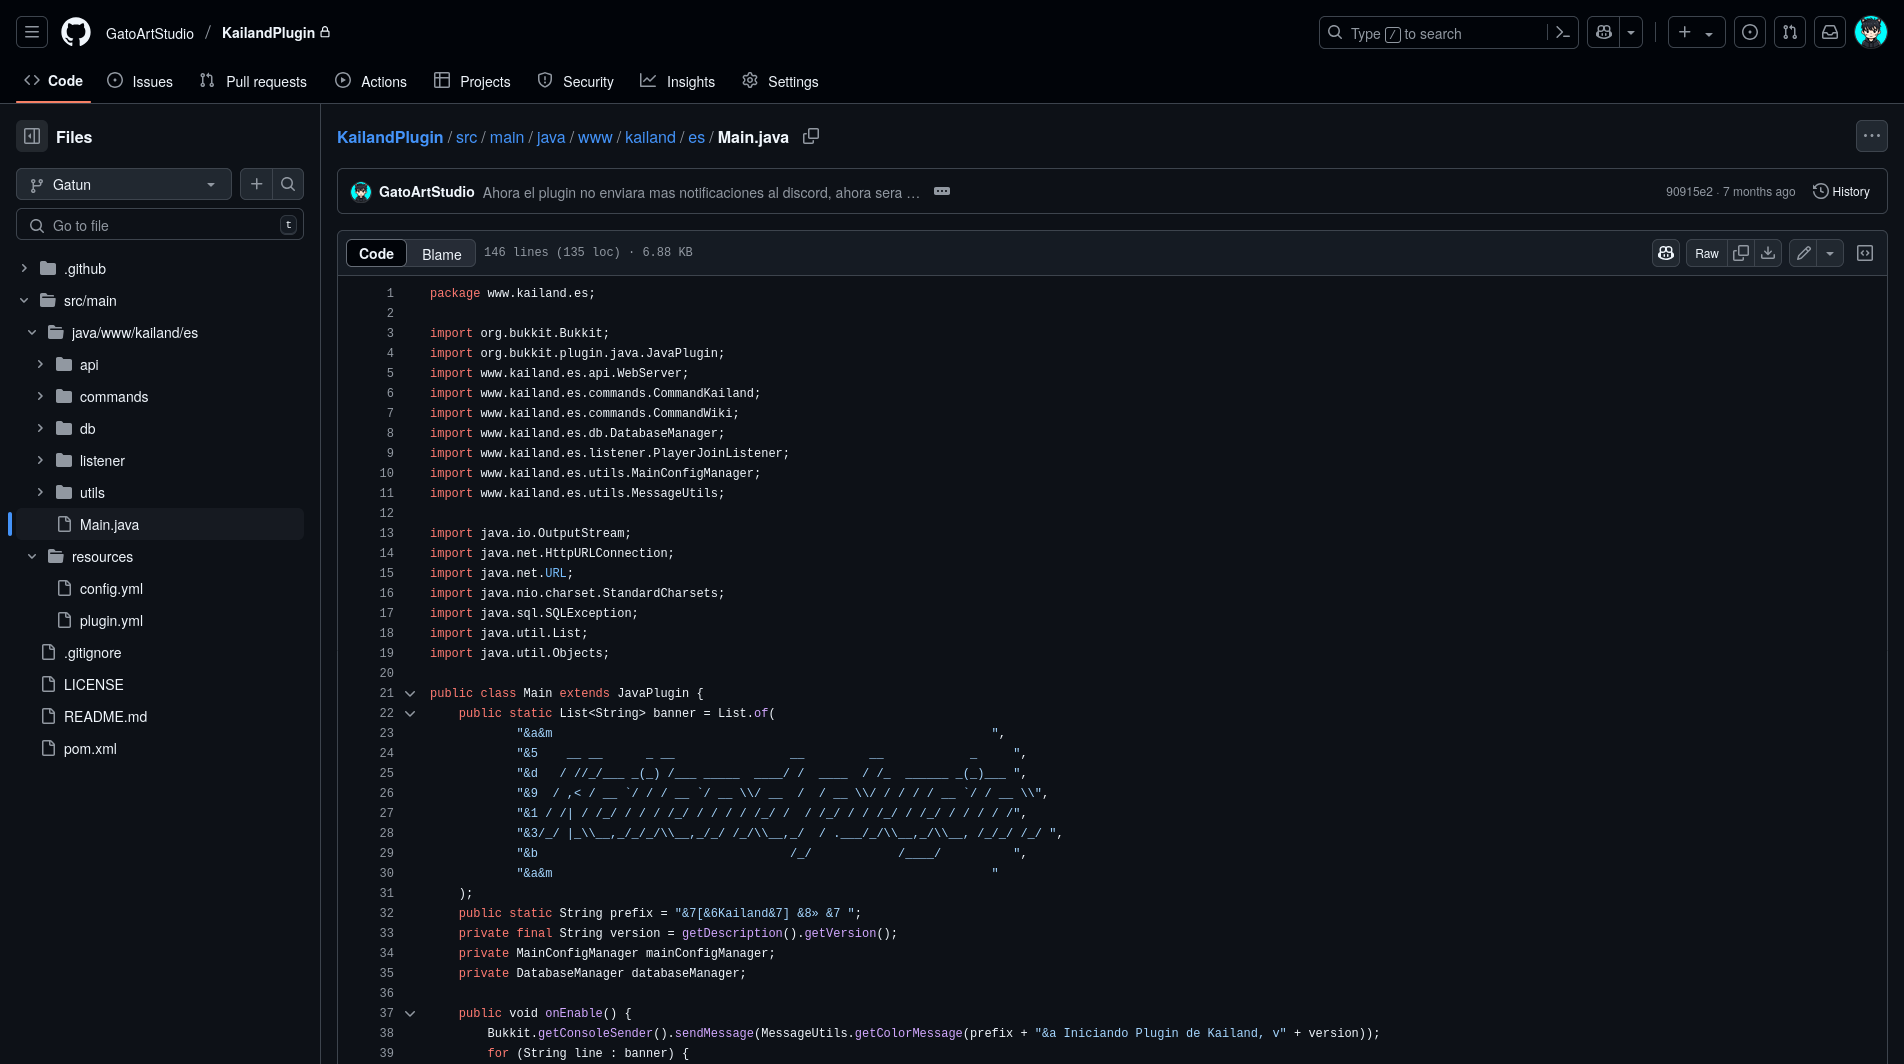 GatoArtStudio / KailandPlugin
Type / to search
Code
Issues
Pull requests
Actions
Projects
Security
Insights
Settings
Files
Gatun
Go to file
t
.github
src/main
java/www/kailand/es
api
commands
db
listener
utils
Main.java
resources
config.yml
plugin.yml
.gitignore
LICENSE
README.md
pom.xml
KailandPlugin / src / main / java / www / kailand / es / Main.java
GatoArtStudio Ahora el plugin no enviara mas notificaciones al discord, ahora sera …
90915e2 · 7 months ago
History
Code
Blame
146 lines (135 loc) · 6.88 KB
Raw
1 package www.kailand.es;
2
3 import org.bukkit.Bukkit;
4 import org.bukkit.plugin.java.JavaPlugin;
5 import www.kailand.es.api.WebServer;
6 import www.kailand.es.commands.CommandKailand;
7 import www.kailand.es.commands.CommandWiki;
8 import www.kailand.es.db.DatabaseManager;
9 import www.kailand.es.listener.PlayerJoinListener;
10 import www.kailand.es.utils.MainConfigManager;
11 import www.kailand.es.utils.MessageUtils;
12
13 import java.io.OutputStream;
14 import java.net.HttpURLConnection;
15 import java.net.URL;
16 import java.nio.charset.StandardCharsets;
17 import java.sql.SQLException;
18 import java.util.List;
19 import java.util.Objects;
20
21 public class Main extends JavaPlugin {
22     public static List<String> banner = List.of(
23             "&a&m                                                             ",
24             "&5    __ __      _ __                __         __            _     ",
25             "&d   / //_/___ _(_) /___ _____  ____/ /  ____  / /_  ______ _(_)___ ",
26             "&9  / ,< / __ `/ / / __ `/ __ \\/ __  /  / __ \\/ / / / / __ `/ / __ \\",
27             "&1 / /| / /_/ / / / /_/ / / / / /_/ /  / /_/ / / /_/ / /_/ / / / / /",
28             "&3/_/ |_\\__,_/_/_/\\__,_/_/ /_/\\__,_/  / .___/_/\\__,_/\\__, /_/_/ /_/ ",
29             "&b                                   /_/            /____/          ",
30             "&a&m                                                             "
31     );
32     public static String prefix = "&7[&6Kailand&7] &8» &7 ";
33     private final String version = getDescription().getVersion();
34     private MainConfigManager mainConfigManager;
35     private DatabaseManager databaseManager;
36
37     public void onEnable() {
38         Bukkit.getConsoleSender().sendMessage(MessageUtils.getColorMessage(prefix + "&a Iniciando Plugin de Kailand, v" + version));
39         for (String line : banner) {